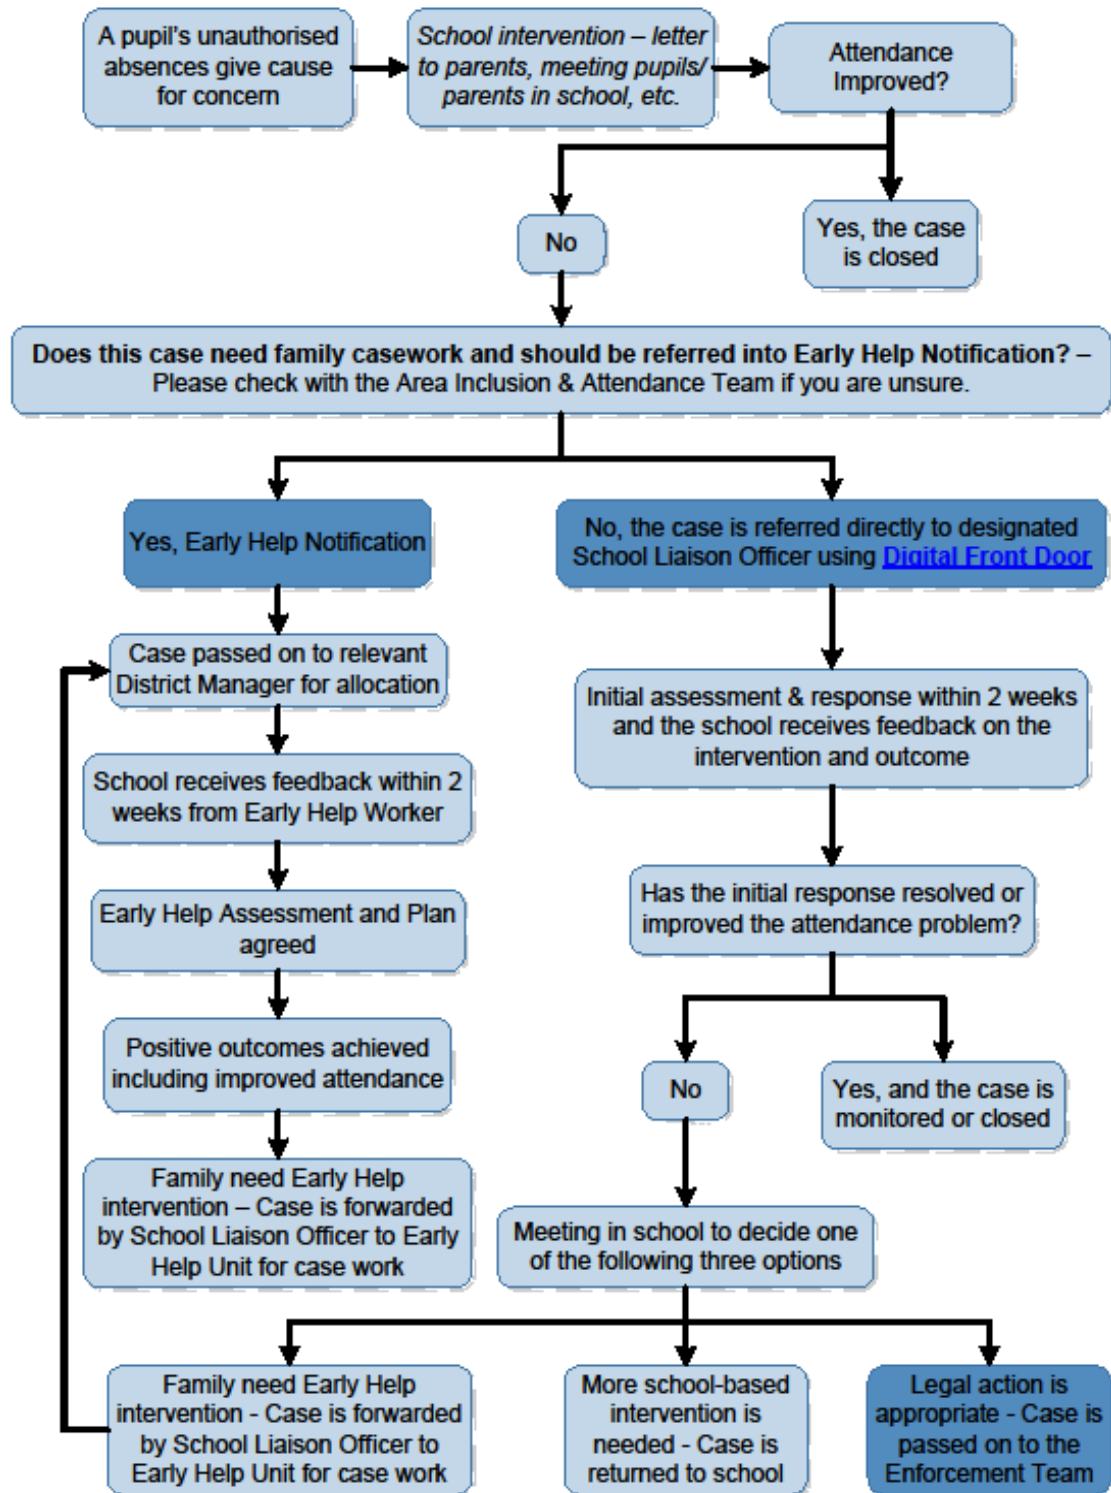 A pupil's unauthorised
absences give cause
for concern
School intervention – letter
to parents, meeting pupils/
parents in school, etc.
Attendance
Improved?
No
Yes, the case
is closed
Does this case need family casework and should be referred into Early Help Notification? –
Please check with the Area Inclusion & Attendance Team if you are unsure.
Yes, Early Help Notification
No, the case is referred directly to designated
School Liaison Officer using Digital Front Door
Case passed on to relevant
District Manager for allocation
School receives feedback within 2
weeks from Early Help Worker
Early Help Assessment and Plan
agreed
Positive outcomes achieved
including improved attendance
Family need Early Help
intervention – Case is forwarded
by School Liaison Officer to Early
Help Unit for case work
Initial assessment & response within 2 weeks
and the school receives feedback on the
intervention and outcome
Has the initial response resolved or
improved the attendance problem?
No
Yes, and the case is
monitored or closed
Meeting in school to decide one
of the following three options
Family need Early Help
intervention - Case is forwarded
by School Liaison Officer to
Early Help Unit for case work
More school-based
intervention is
needed - Case is
returned to school
Legal action is
appropriate - Case is
passed on to the
Enforcement Team